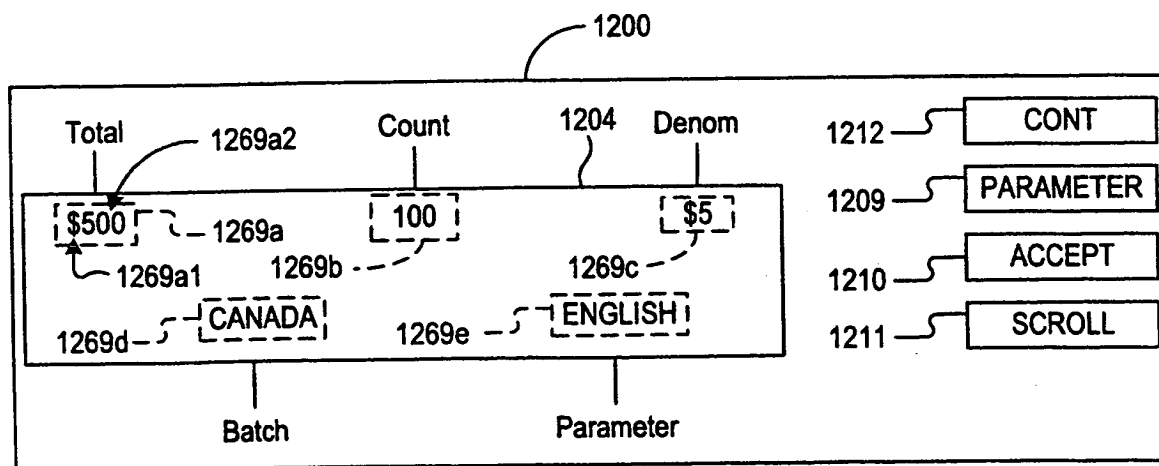 1200
Total
1269a2
Count
1204
Denom
1212
CONT
$500
1269a
100
$5
1209
PARAMETER
1269a1
1269b
1269c
1210
ACCEPT
1269d
CANADA
1269e
ENGLISH
1211
SCROLL
Batch
Parameter